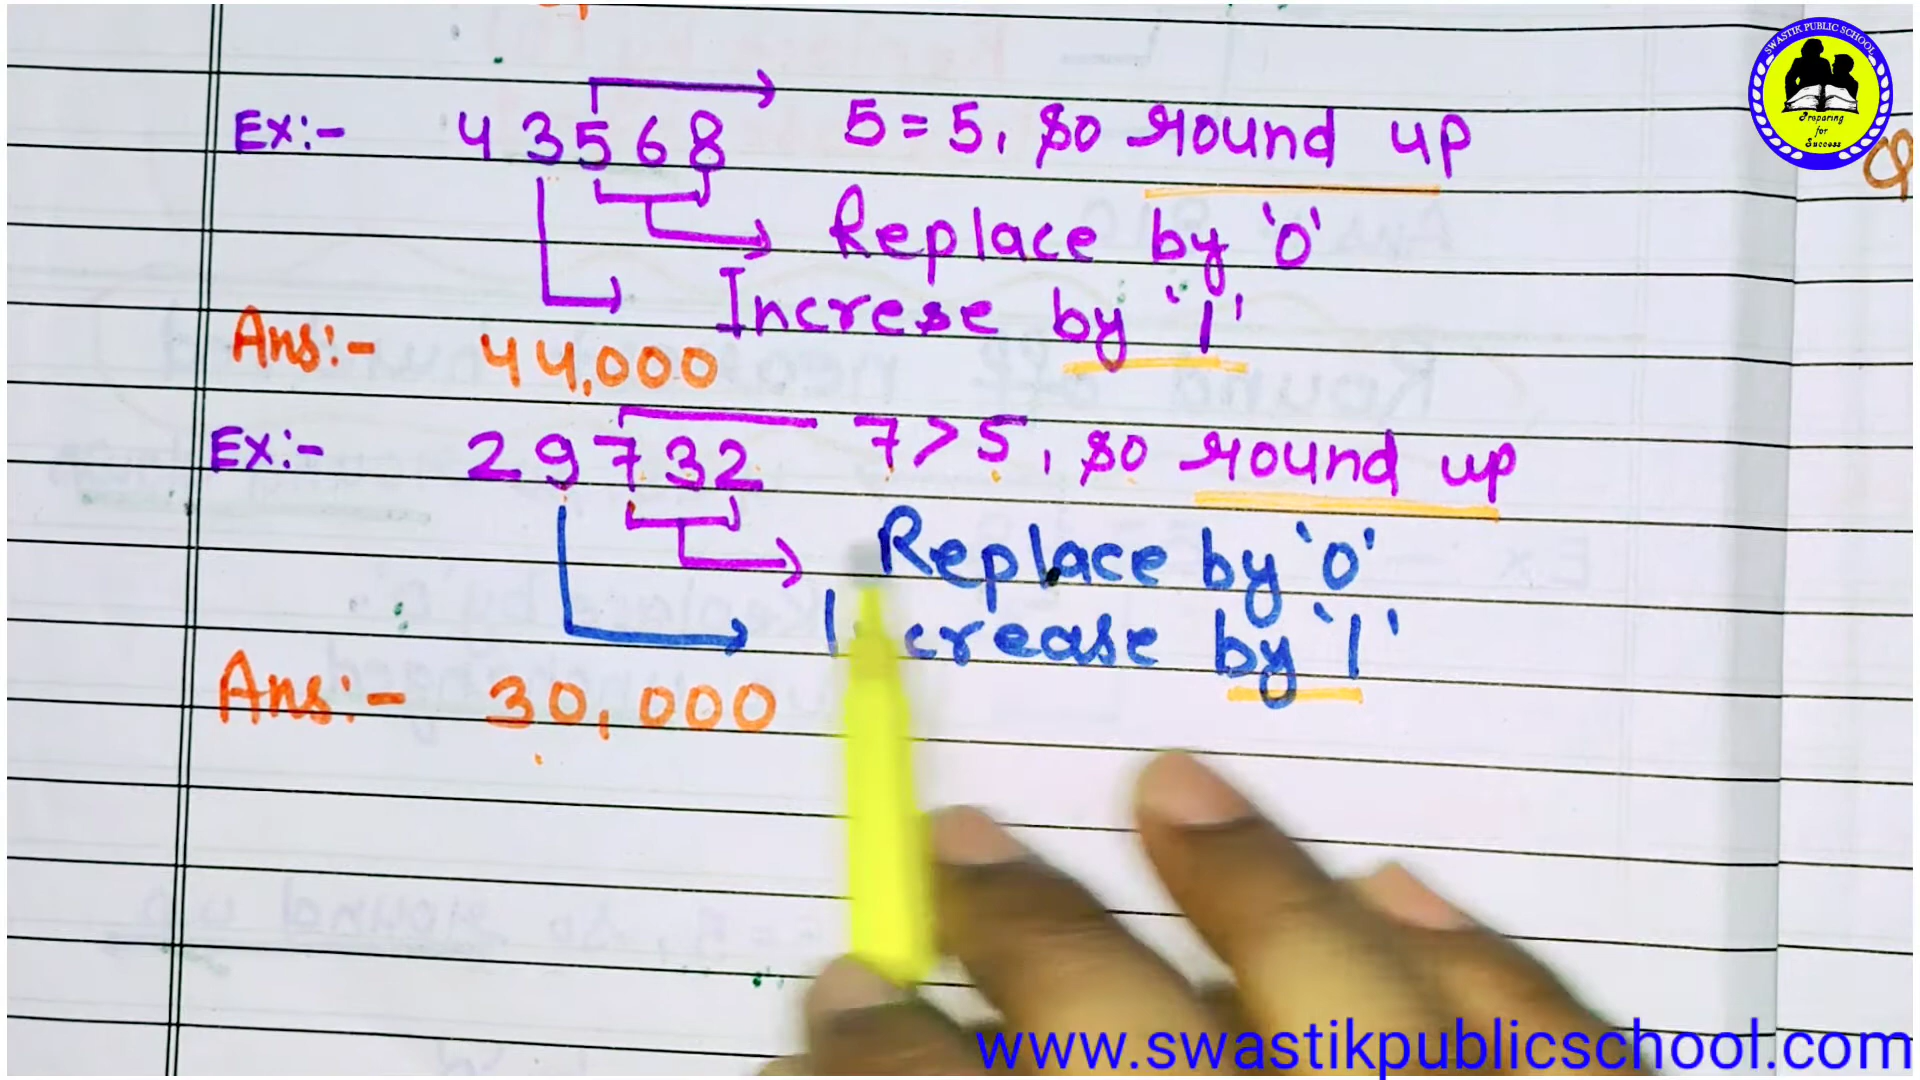 SWASTIK PUBLIC SCHOOL
Preparing
for
Success
Ex:- 43568 5=5, so round up
Replace by '0'
Increse by '1'
Ans:- 44,000
Ex:- 29732 7>5, so round up
Replace by '0'
Increase by '1'
Ans:- 30,000
www.swastikpublicschool.com